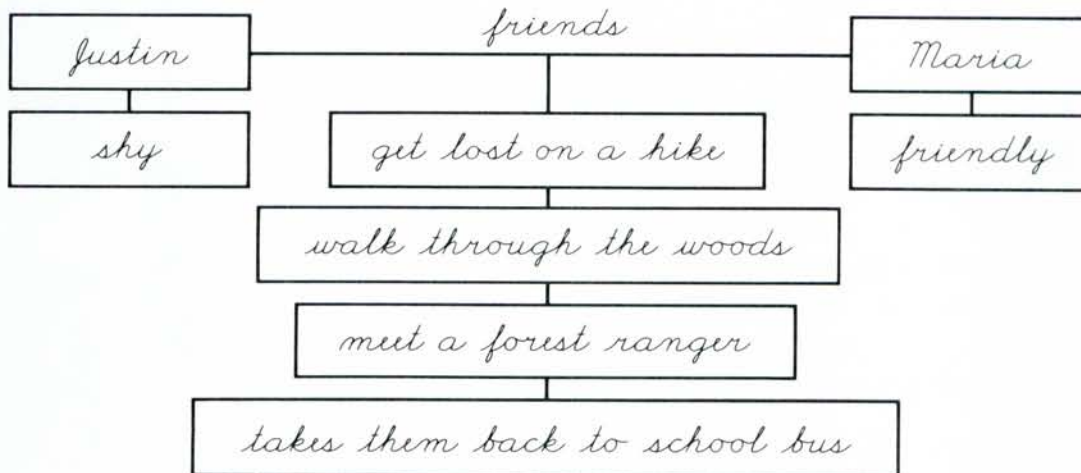 friends
Justin
Maria
shy
get lost on a hike
friendly
walk through the woods
meet a forest ranger
takes them back to school bus